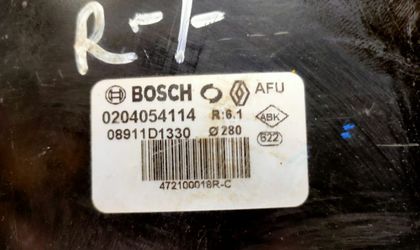 R-1-
BOSCH AFU
0204054114 R:6.1
08911D1330 Ø280
ABK
622
472100018R-C